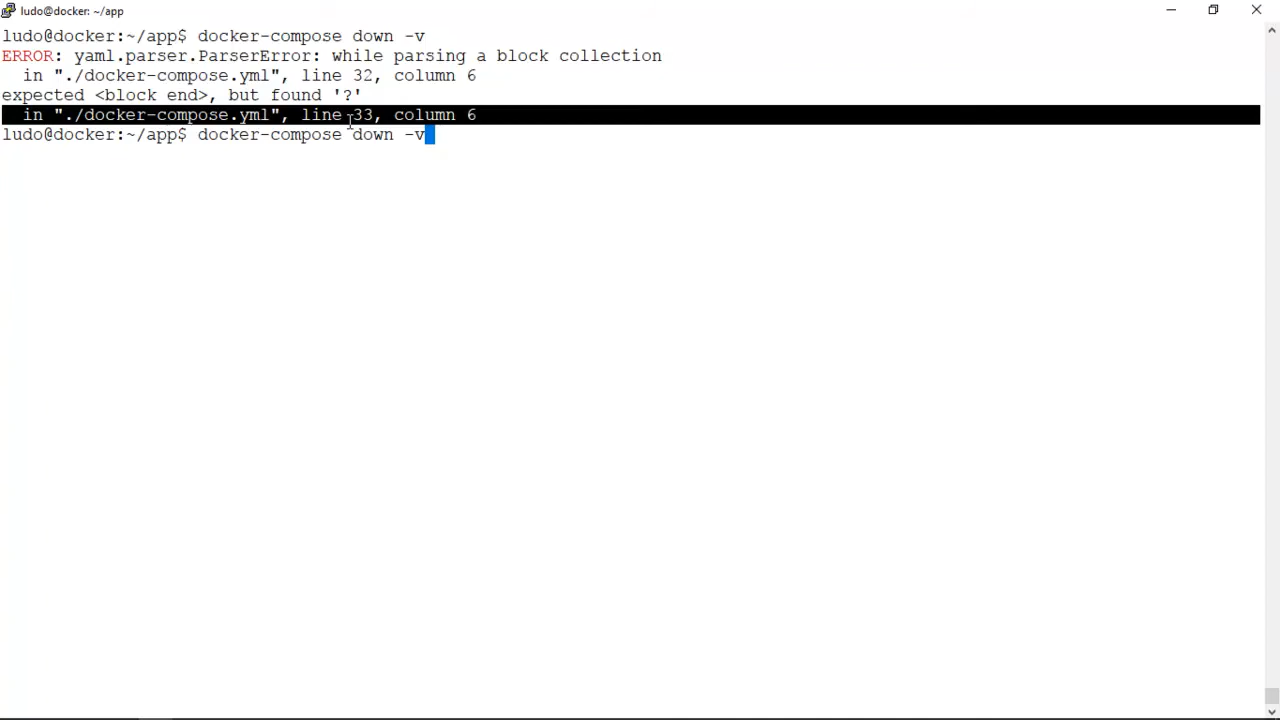 ludo@docker: ~/app
ludo@docker:~/app$ docker-compose down -v
ERROR: yaml.parser.ParserError: while parsing a block collection
  in "./docker-compose.yml", line 32, column 6
expected <block end>, but found '?'
  in "./docker-compose.yml", line 33, column 6
ludo@docker:~/app$ docker-compose down -v